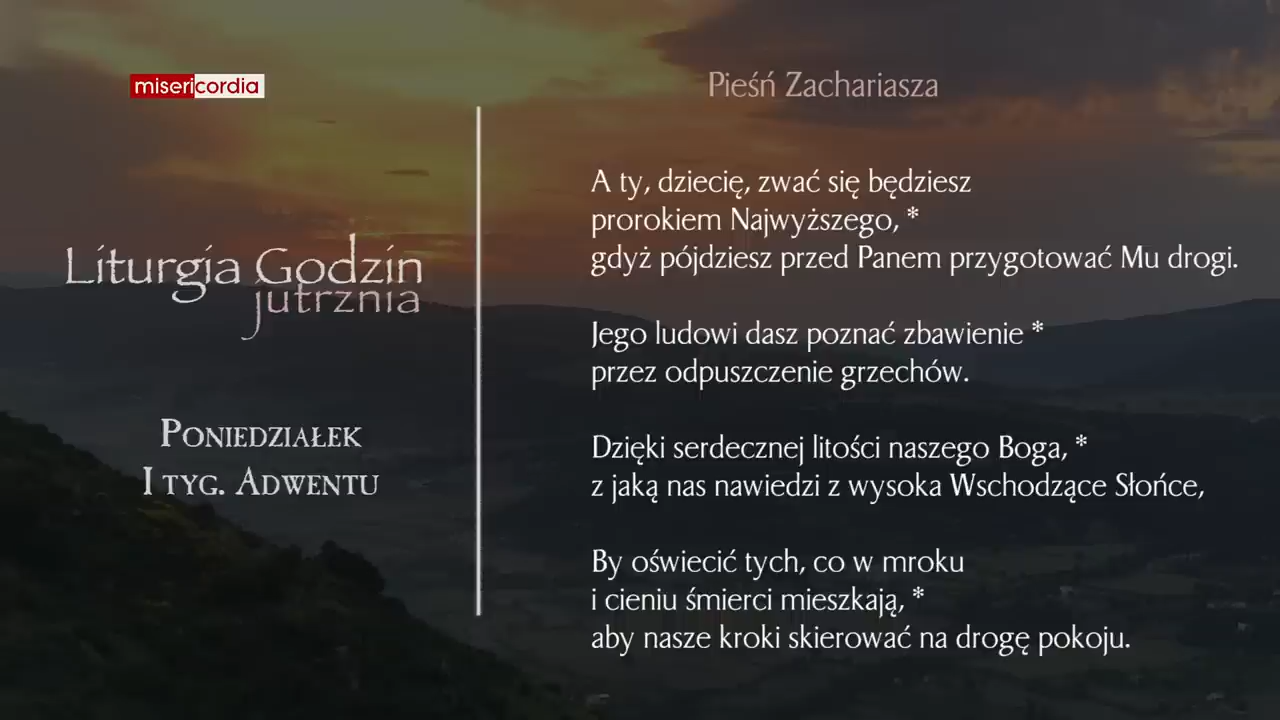 misericordia
Liturgia Godzin
jutrznia
Poniedziałek
I tyg. Adwentu
Pieśń Zachariasza
A ty, dziecię, zwać się będziesz
prorokiem Najwyższego, *
gdyż pójdziesz przed Panem przygotować Mu drogi.
Jego ludowi dasz poznać zbawienie *
przez odpuszczenie grzechów.
Dzięki serdecznej litości naszego Boga, *
z jaką nas nawiedzi z wysoka Wschodzące Słońce,
By oświecić tych, co w mroku
i cieniu śmierci mieszkają, *
aby nasze kroki skierować na drogę pokoju.